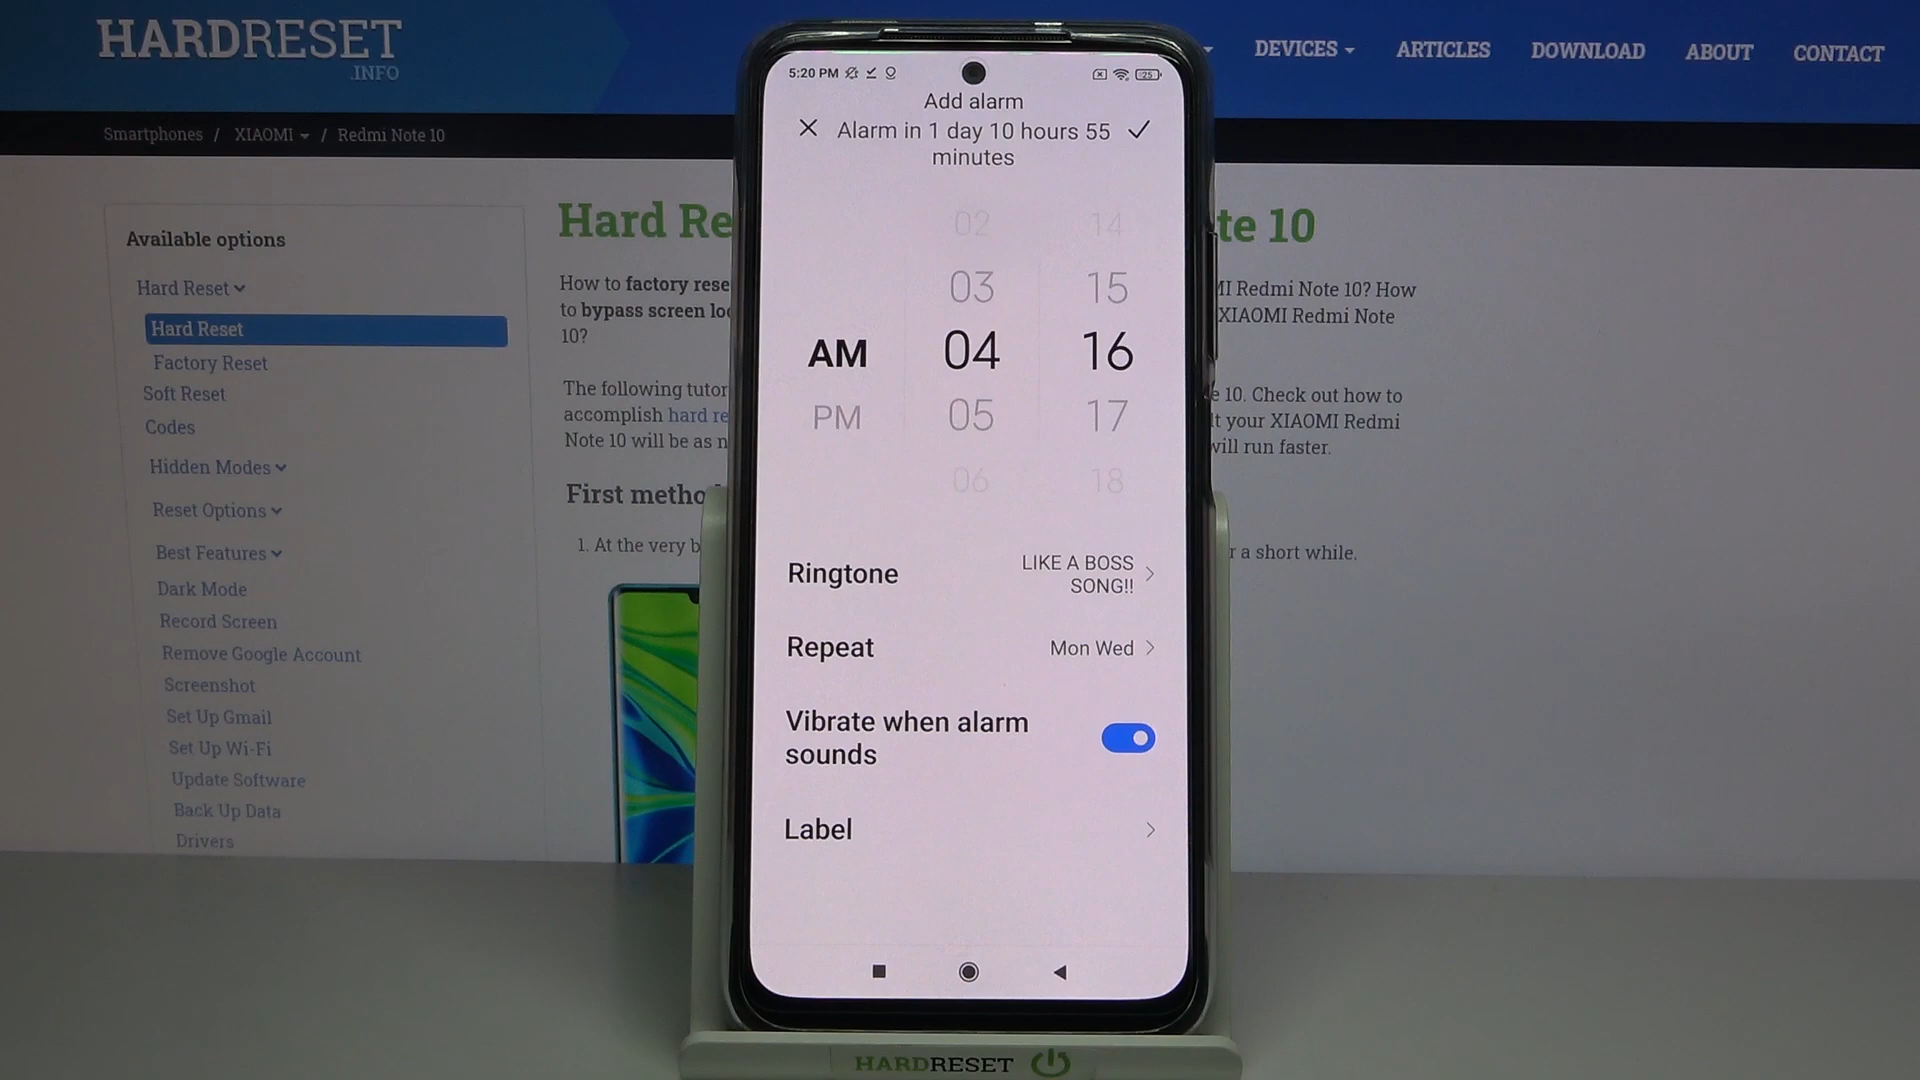 HARDRESET
.INFO
DEVICES
ARTICLES
DOWNLOAD
ABOUT
CONTACT
Smartphones / XIAOMI / Redmi Note 10
Available options
Hard Reset
Hard Reset
Factory Reset
Soft Reset
Codes
Hidden Modes
Reset Options
Best Features
Dark Mode
Record Screen
Remove Google Account
Screenshot
Set Up Gmail
Set Up Wi-Fi
Update Software
Back Up Data
Drivers
Hard Re
te 10
How to factory rese
MI Redmi Note 10? How
to bypass screen lo
XIAOMI Redmi Note
10?
The following tutor
10. Check out how to
accomplish hard re
lt your XIAOMI Redmi
Note 10 will be as n
will run faster.
First metho
1. At the very b
r a short while.
5:20 PM
25
Add alarm
Alarm in 1 day 10 hours 55
minutes
02 14
03 15
AM 04 16
PM 05 17
06 18
Ringtone
LIKE A BOSS
SONG!!
Repeat
Mon Wed
Vibrate when alarm
sounds
Label
HARDRESET